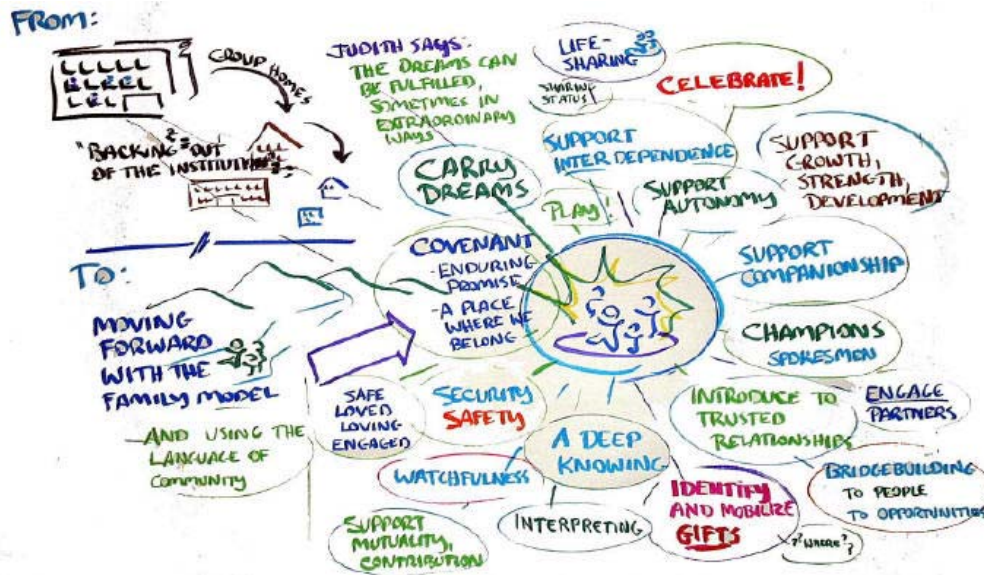 FROM:
GROUP HOMES
"BACKING" OUT
OF THE INSTITUTION
JUDITH SAYS:
THE DREAMS CAN
BE FULFILLED,
SOMETIMES IN
EXTRAORDINARY
WAYS
LIFE-
SHARING
SHARING
STATUS
CELEBRATE!
SUPPORT
INTERDEPENDENCE
SUPPORT
GROWTH,
STRENGTH,
DEVELOPMENT
CARRY
DREAMS
PLAY!
SUPPORT
AUTONOMY
TO:
COVENANT
-ENDURING
PROMISE
-A PLACE
WHERE WE
BELONG
SUPPORT
COMPANIONSHIP
MOVING
FORWARD
WITH THE
FAMILY MODEL
-AND USING THE
LANGUAGE OF
COMMUNITY
CHAMPIONS
SPOKESMEN
SAFE
LOVED
LOVING
ENGAGED
SECURITY
SAFETY
INTRODUCE TO
TRUSTED
RELATIONSHIPS
ENGAGE
PARTNERS
A DEEP
KNOWING
WATCHFULNESS
BRIDGEBUILDING
TO PEOPLE
TO OPPORTUNITIES
IDENTIFY
AND MOBILIZE
GIFTS
INTERPRETING
SUPPORT
MUTUALITY,
CONTRIBUTION
??WHERE??